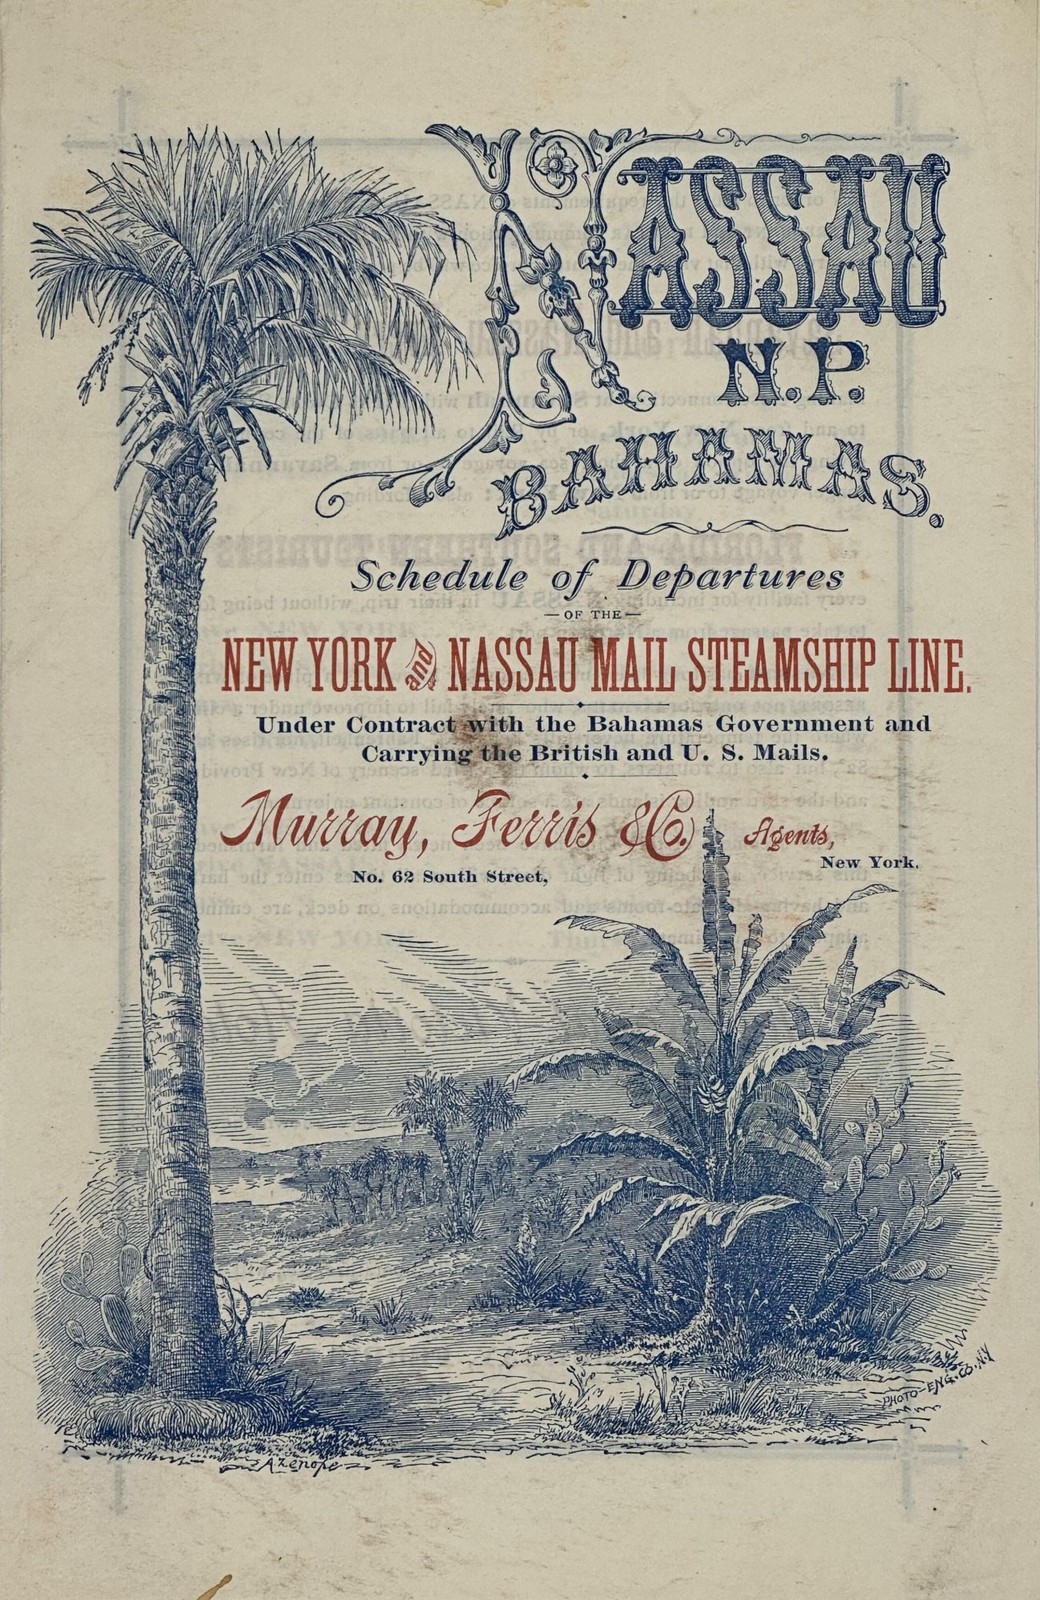 NASSAU
N.P.
BAHAMAS.
Schedule of Departures
—OF THE—
NEW YORK and NASSAU MAIL STEAMSHIP LINE.
Under Contract with the Bahamas Government and
Carrying the British and U. S. Mails.
Murray, Ferris & Co. Agents,
No. 62 South Street, New York.
PHOTO-ENG. CO. N.Y.